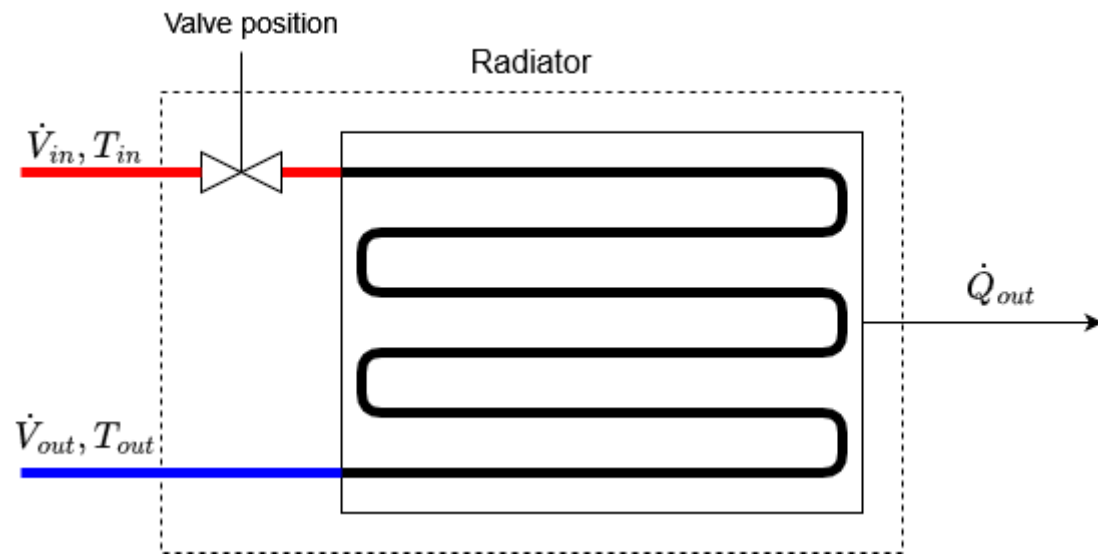 Valve position
Radiator
V̇_in, T_in
Q̇_out
V̇_out, T_out